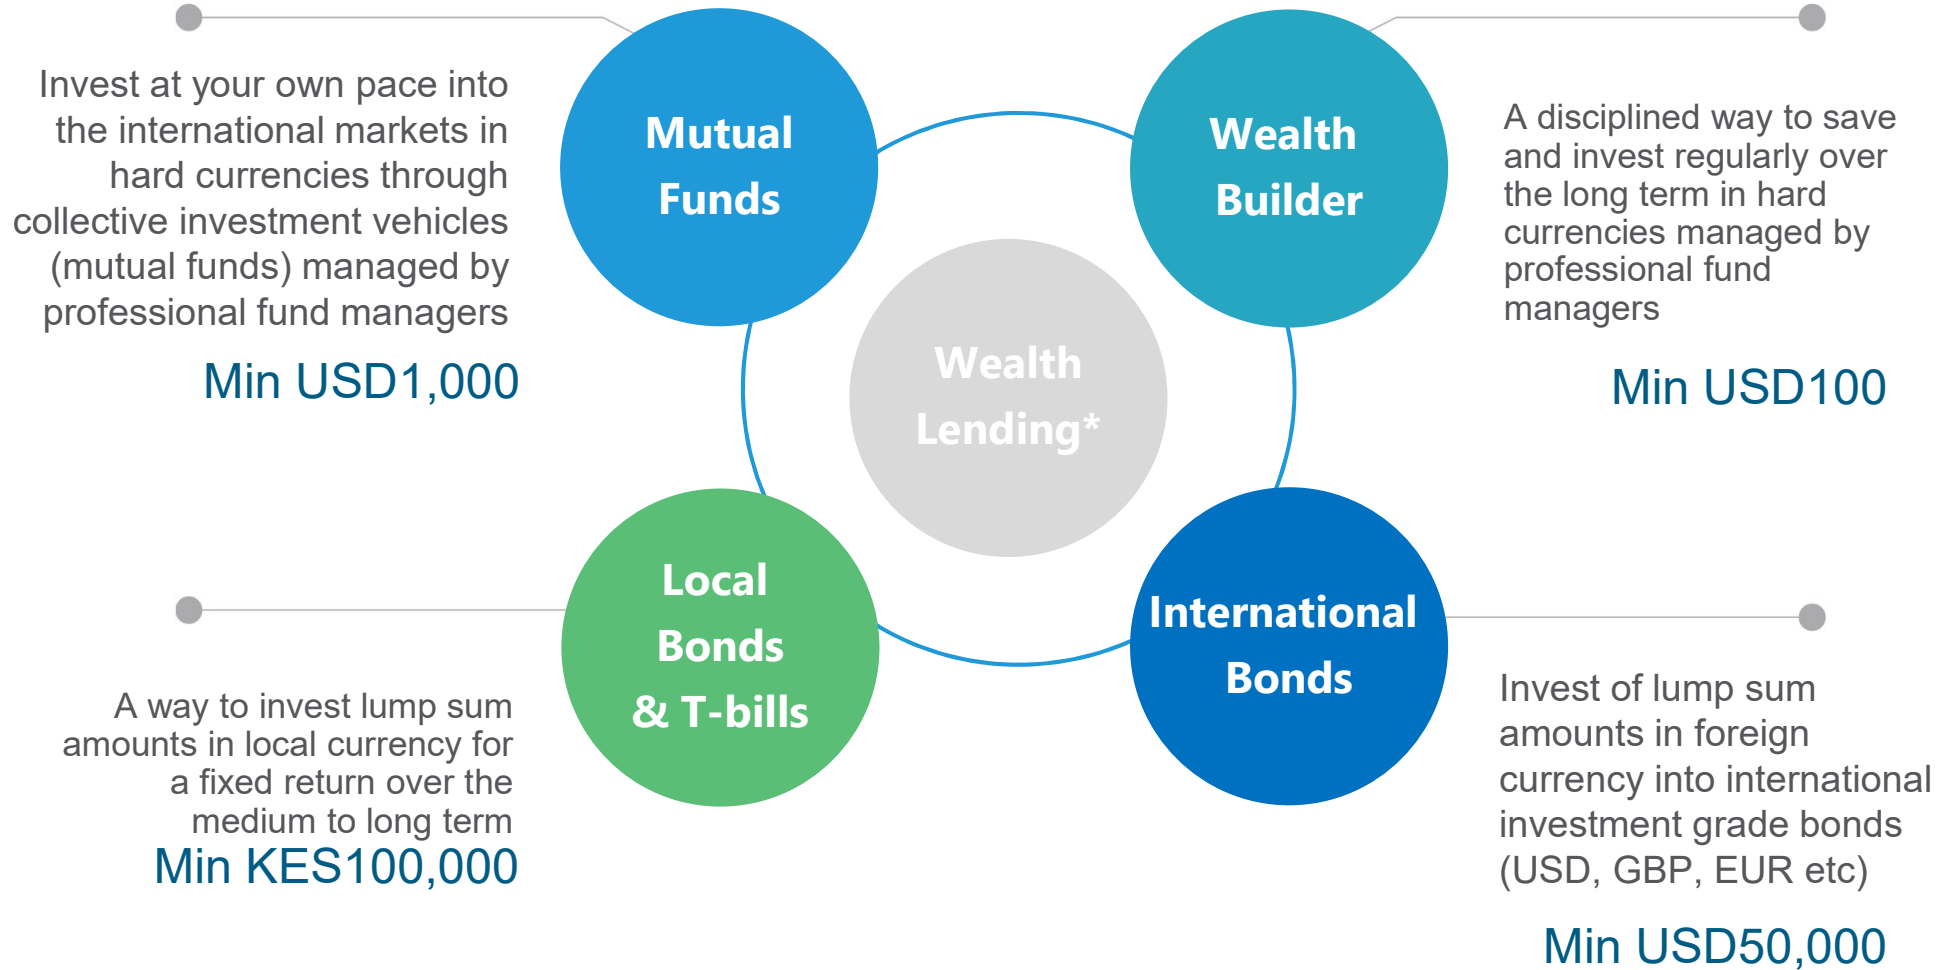 Invest at your own pace into
the international markets in
hard currencies through
collective investment vehicles
(mutual funds) managed by
professional fund managers
Min USD1,000
Mutual
Funds
Wealth
Builder
A disciplined way to save
and invest regularly over
the long term in hard
currencies managed by
professional fund
managers
Min USD100
Wealth
Lending*
A way to invest lump sum
amounts in local currency for
a fixed return over the
medium to long term
Min KES100,000
Local
Bonds
& T-bills
International
Bonds
Invest of lump sum
amounts in foreign
currency into international
investment grade bonds
(USD, GBP, EUR etc)
Min USD50,000